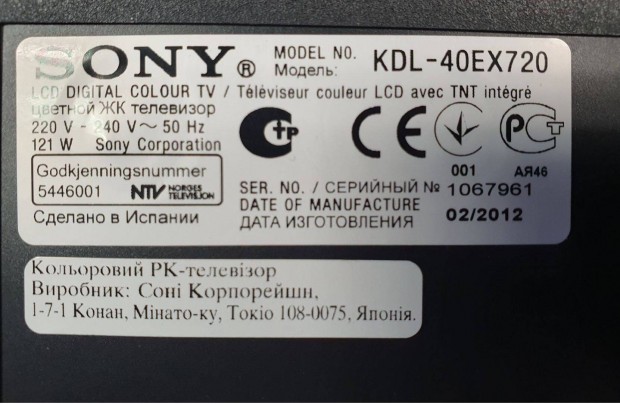 SONY® MODEL NO. KDL-40EX720
Модель:
LCD DIGITAL COLOUR TV / Téléviseur couleur LCD avec TNT intégré
цветной ЖК телевизор
220 V - 240 V ~ 50 Hz
121 W Sony Corporation
Godkjenningsnummer
5446001 NTV NORGES TELEVISJON
Сделано в Испании
СТР CE РСТ
001 АЯ46
SER. NO. / СЕРИЙНЫЙ № 1067961
DATE OF MANUFACTURE
ДАТА ИЗГОТОВЛЕНИЯ 02/2012
Кольоровий РК-телевізор
Виробник: Соні Корпорейшн,
1-7-1 Конан, Мінато-ку, Токіо 108-0075, Японія.